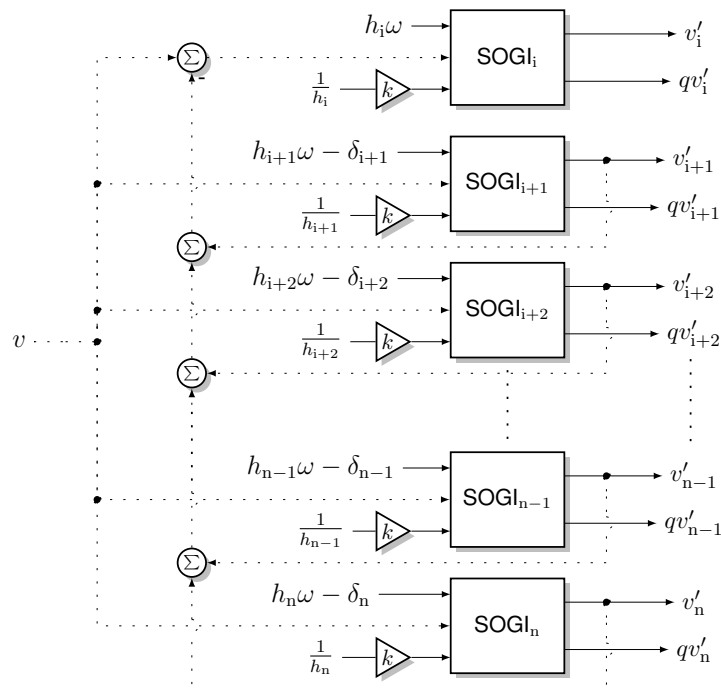 h_i ω
Σ
-
SOGI_i
v'_i
1/h_i
k
qv'_i
h_{i+1} ω − δ_{i+1}
SOGI_{i+1}
v'_{i+1}
1/h_{i+1}
k
qv'_{i+1}
Σ
h_{i+2} ω − δ_{i+2}
SOGI_{i+2}
v'_{i+2}
v
1/h_{i+2}
k
qv'_{i+2}
Σ
h_{n−1} ω − δ_{n−1}
SOGI_{n−1}
v'_{n−1}
1/h_{n−1}
k
qv'_{n−1}
Σ
h_n ω − δ_n
SOGI_n
v'_n
1/h_n
k
qv'_n